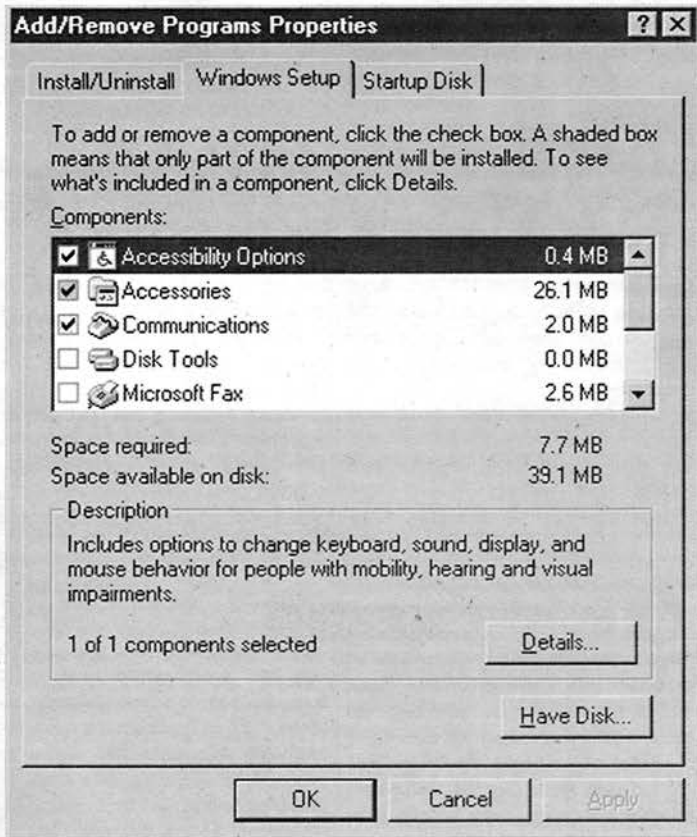 Add/Remove Programs Properties
Install/Uninstall Windows Setup Startup Disk
To add or remove a component, click the check box. A shaded box
means that only part of the component will be installed. To see
what's included in a component, click Details.
Components:
Accessibility Options 0.4 MB
Accessories 26.1 MB
Communications 2.0 MB
Disk Tools 0.0 MB
Microsoft Fax 2.6 MB
Space required: 7.7 MB
Space available on disk: 39.1 MB
Description
Includes options to change keyboard, sound, display, and
mouse behavior for people with mobility, hearing and visual
impairments.
1 of 1 components selected
Details...
Have Disk...
OK Cancel Apply